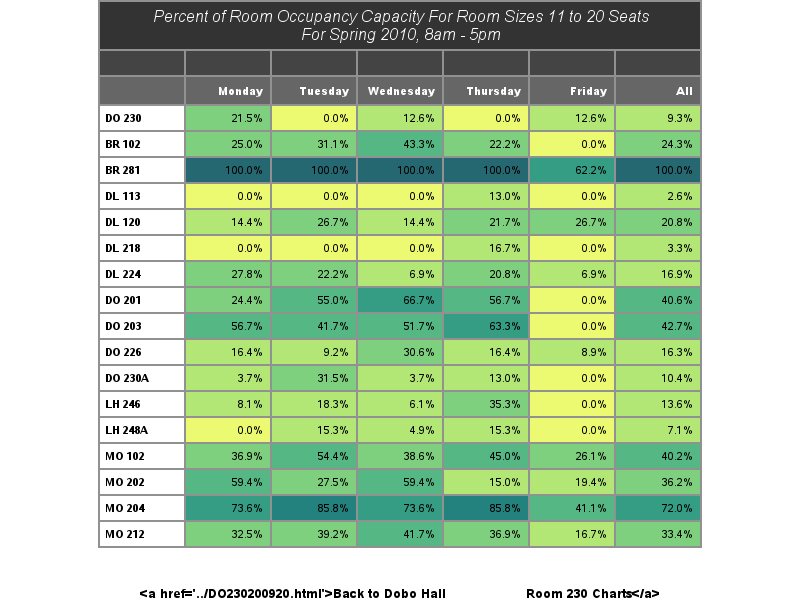 Percent of Room Occupancy Capacity For Room Sizes 11 to 20 Seats
For Spring 2010, 8am - 5pm
Monday Tuesday Wednesday Thursday Friday All
DO 230 21.5% 0.0% 12.6% 0.0% 12.6% 9.3%
BR 102 25.0% 31.1% 43.3% 22.2% 0.0% 24.3%
BR 281 100.0% 100.0% 100.0% 100.0% 62.2% 100.0%
DL 113 0.0% 0.0% 0.0% 13.0% 0.0% 2.6%
DL 120 14.4% 26.7% 14.4% 21.7% 26.7% 20.8%
DL 218 0.0% 0.0% 0.0% 16.7% 0.0% 3.3%
DL 224 27.8% 22.2% 6.9% 20.8% 6.9% 16.9%
DO 201 24.4% 55.0% 66.7% 56.7% 0.0% 40.6%
DO 203 56.7% 41.7% 51.7% 63.3% 0.0% 42.7%
DO 226 16.4% 9.2% 30.6% 16.4% 8.9% 16.3%
DO 230A 3.7% 31.5% 3.7% 13.0% 0.0% 10.4%
LH 246 8.1% 18.3% 6.1% 35.3% 0.0% 13.6%
LH 248A 0.0% 15.3% 4.9% 15.3% 0.0% 7.1%
MO 102 36.9% 54.4% 38.6% 45.0% 26.1% 40.2%
MO 202 59.4% 27.5% 59.4% 15.0% 19.4% 36.2%
MO 204 73.6% 85.8% 73.6% 85.8% 41.1% 72.0%
MO 212 32.5% 39.2% 41.7% 36.9% 16.7% 33.4%
<a href='../DO230200920.html'>Back to Dobo Hall Room 230 Charts</a>